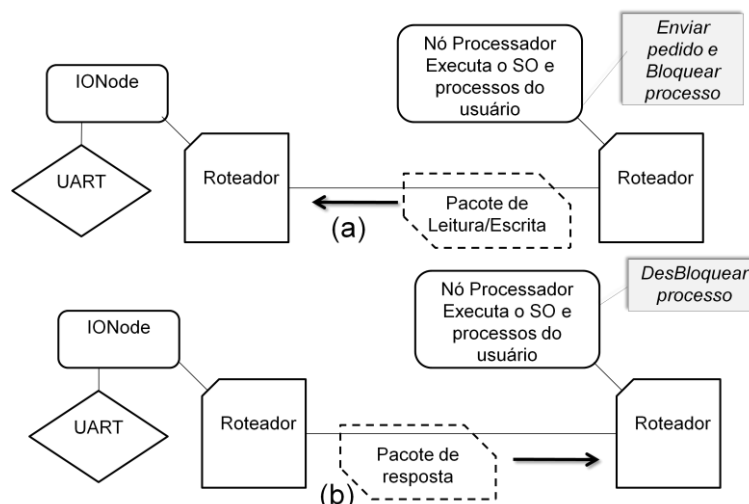 Enviar
pedido e
Bloquear
processo
Nó Processador
Executa o SO e
processos do
usuário
IONode
UART
Roteador
Roteador
Pacote de
Leitura/Escrita
(a)
DesBloquear
processo
Nó Processador
Executa o SO e
processos do
usuário
IONode
UART
Roteador
Roteador
Pacote de
resposta
(b)